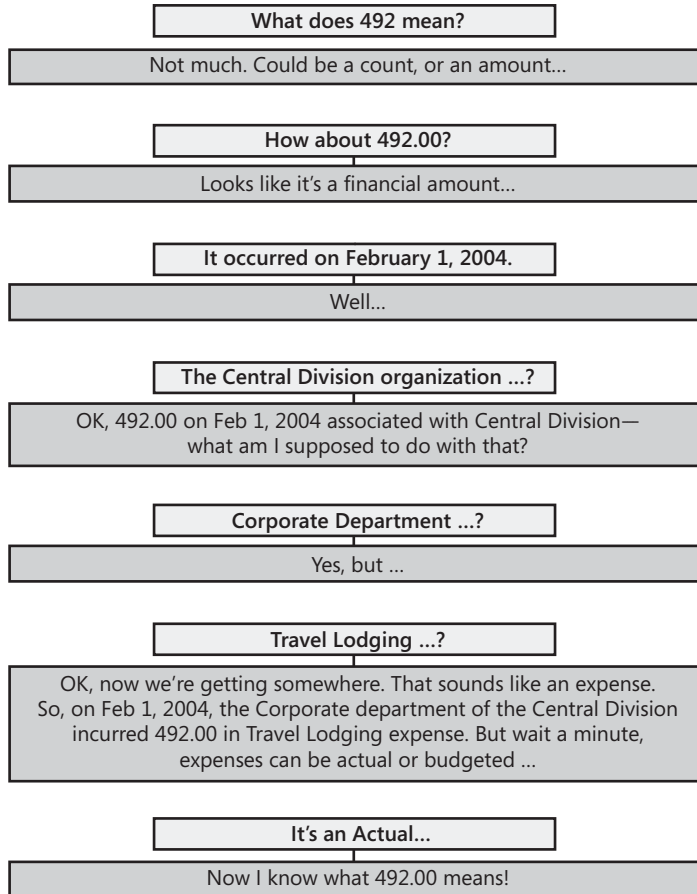 What does 492 mean?
Not much. Could be a count, or an amount…
How about 492.00?
Looks like it's a financial amount…
It occurred on February 1, 2004.
Well…
The Central Division organization …?
OK, 492.00 on Feb 1, 2004 associated with Central Division—
what am I supposed to do with that?
Corporate Department …?
Yes, but …
Travel Lodging …?
OK, now we're getting somewhere. That sounds like an expense.
So, on Feb 1, 2004, the Corporate department of the Central Division
incurred 492.00 in Travel Lodging expense. But wait a minute,
expenses can be actual or budgeted …
It's an Actual…
Now I know what 492.00 means!